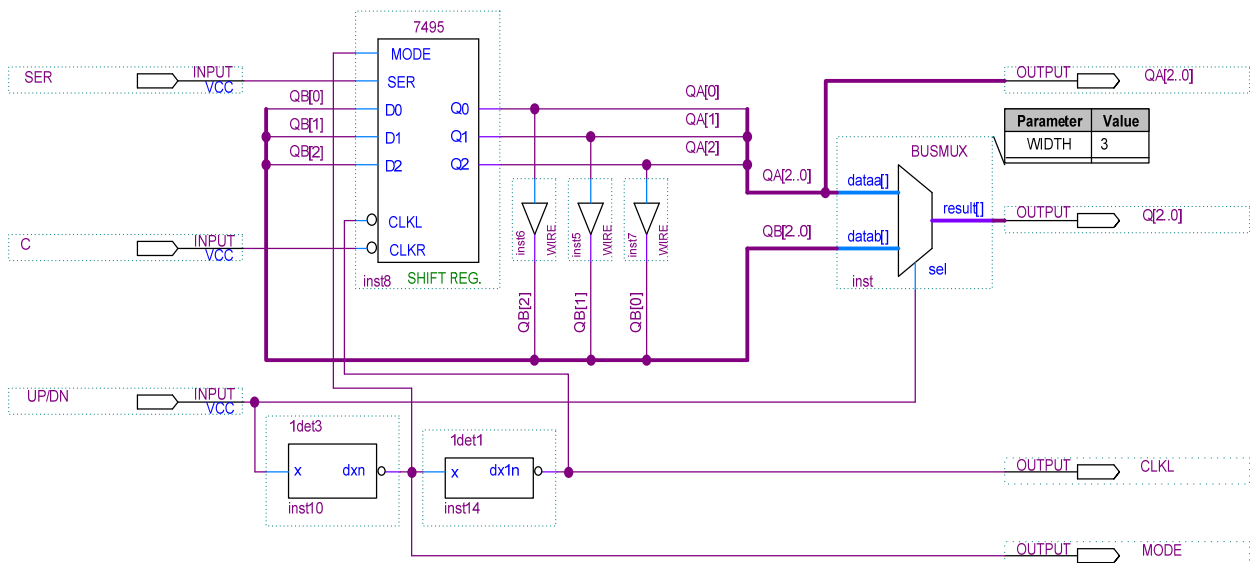 7495
MODE
SER
INPUT
VCC
SER
OUTPUT
QA[2..0]
QB[0]
D0
Q0
QA[0]
QB[1]
D1
Q1
QA[1]
QB[2]
D2
Q2
QA[2]
Parameter
Value
WIDTH
3
BUSMUX
QA[2..0]
dataa[]
result[]
OUTPUT
Q[2..0]
CLKL
C
INPUT
VCC
CLKR
inst8
SHIFT REG.
inst6
WIRE
inst5
WIRE
inst7
WIRE
QB[2..0]
datab[]
sel
inst
QB[2]
QB[1]
QB[0]
UP/DN
INPUT
VCC
1det3
x
dxn
inst10
1det1
x
dx1n
inst14
OUTPUT
CLKL
OUTPUT
MODE